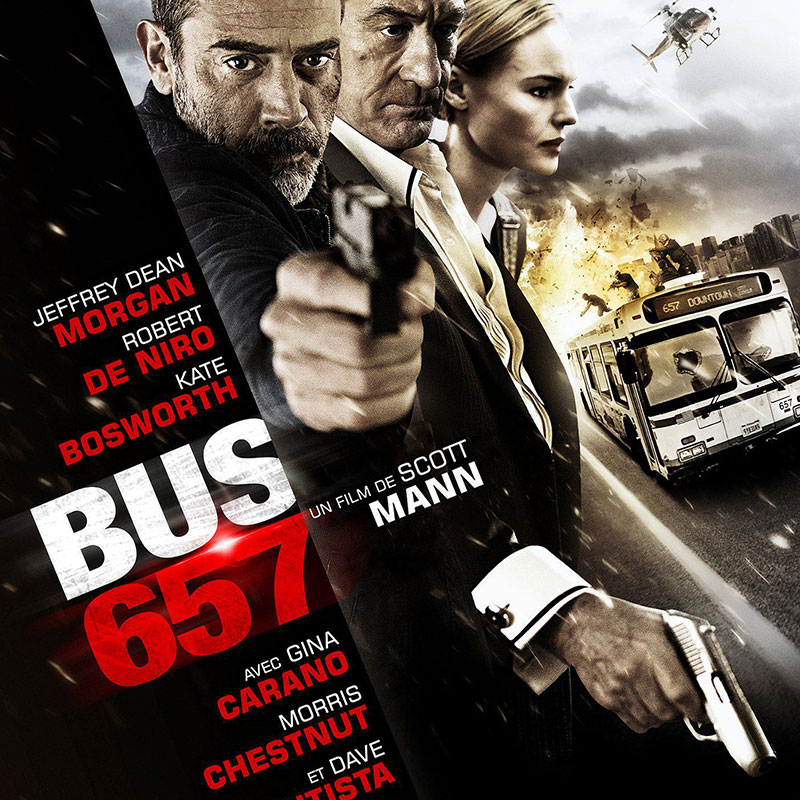 JEFFREY DEAN
MORGAN
ROBERT
DE NIRO
KATE
BOSWORTH
BUS
657
UN FILM DE SCOTT
MANN
AVEC GINA
CARANO
MORRIS
CHESTNUT
ET DAVE
657 DOWNTOWN
657